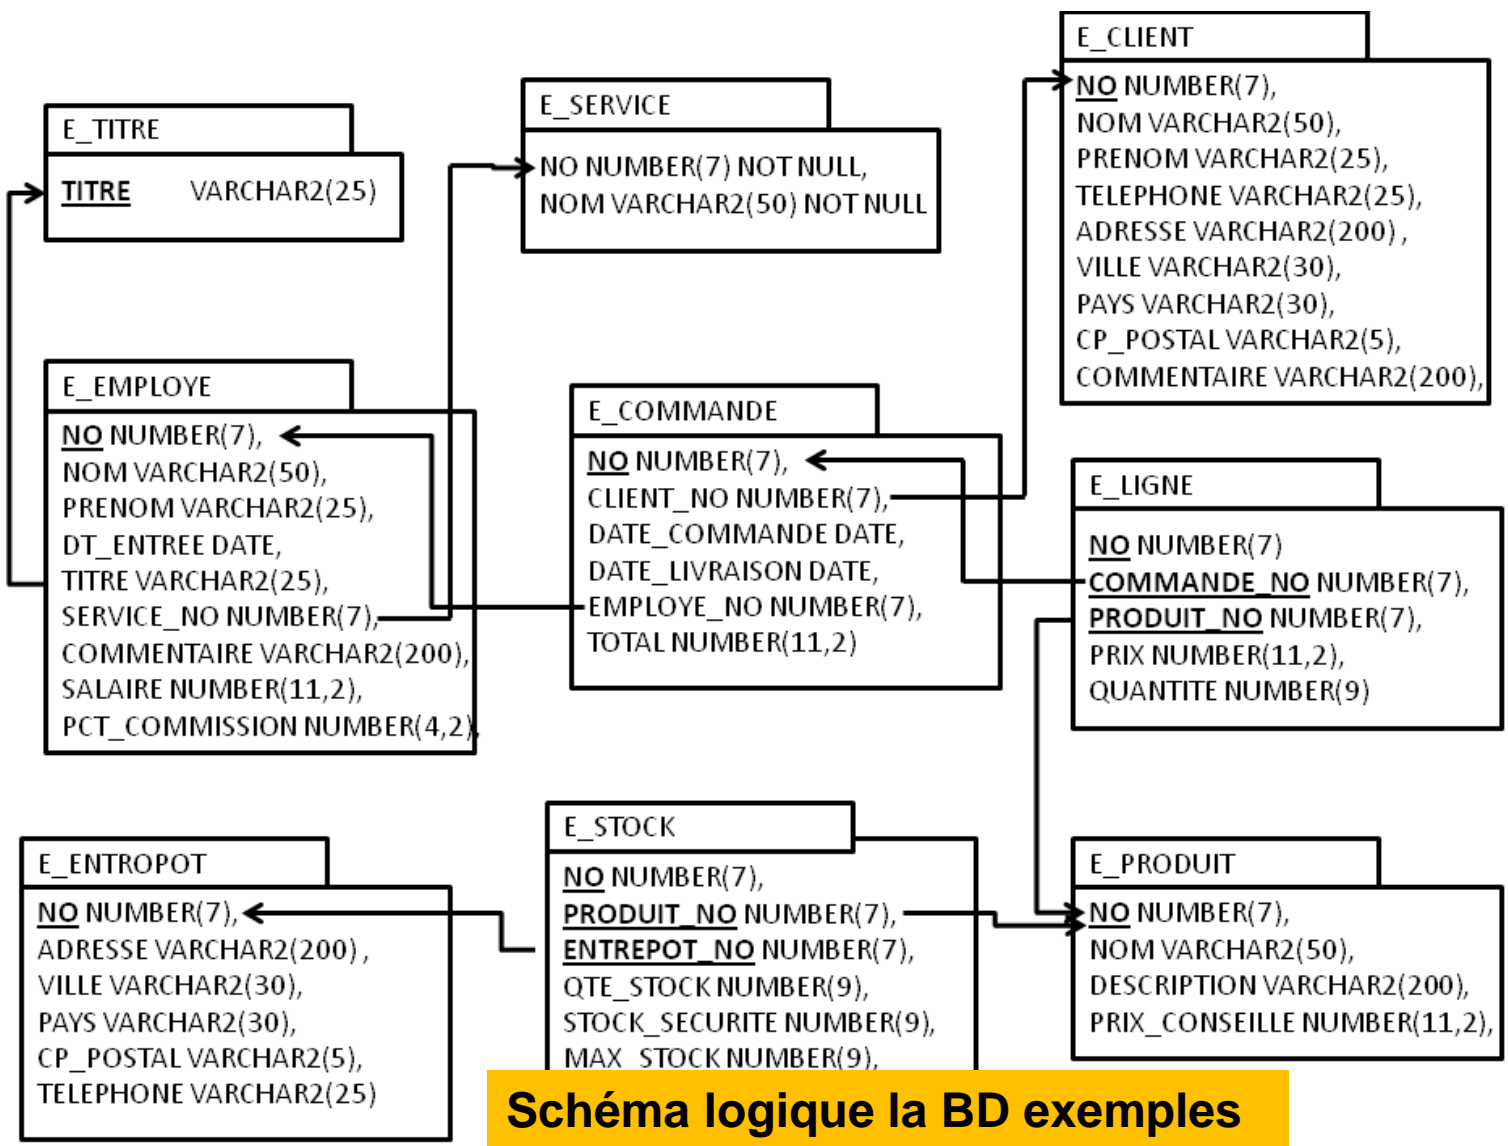 E_TITRE
TITRE VARCHAR2(25)
E_SERVICE
NO NUMBER(7) NOT NULL,
NOM VARCHAR2(50) NOT NULL
E_CLIENT
NO NUMBER(7),
NOM VARCHAR2(50),
PRENOM VARCHAR2(25),
TELEPHONE VARCHAR2(25),
ADRESSE VARCHAR2(200) ,
VILLE VARCHAR2(30),
PAYS VARCHAR2(30),
CP_POSTAL VARCHAR2(5),
COMMENTAIRE VARCHAR2(200),
E_EMPLOYE
NO NUMBER(7),
NOM VARCHAR2(50),
PRENOM VARCHAR2(25),
DT_ENTREE DATE,
TITRE VARCHAR2(25),
SERVICE_NO NUMBER(7),
COMMENTAIRE VARCHAR2(200),
SALAIRE NUMBER(11,2),
PCT_COMMISSION NUMBER(4,2),
E_COMMANDE
NO NUMBER(7),
CLIENT_NO NUMBER(7),
DATE_COMMANDE DATE,
DATE_LIVRAISON DATE,
EMPLOYE_NO NUMBER(7),
TOTAL NUMBER(11,2)
E_LIGNE
NO NUMBER(7)
COMMANDE_NO NUMBER(7),
PRODUIT_NO NUMBER(7),
PRIX NUMBER(11,2),
QUANTITE NUMBER(9)
E_ENTROPOT
NO NUMBER(7),
ADRESSE VARCHAR2(200) ,
VILLE VARCHAR2(30),
PAYS VARCHAR2(30),
CP_POSTAL VARCHAR2(5),
TELEPHONE VARCHAR2(25)
E_STOCK
NO NUMBER(7),
PRODUIT_NO NUMBER(7),
ENTREPOT_NO NUMBER(7),
QTE_STOCK NUMBER(9),
STOCK_SECURITE NUMBER(9),
MAX_STOCK NUMBER(9),
E_PRODUIT
NO NUMBER(7),
NOM VARCHAR2(50),
DESCRIPTION VARCHAR2(200),
PRIX_CONSEILLE NUMBER(11,2),
Schéma logique la BD exemples